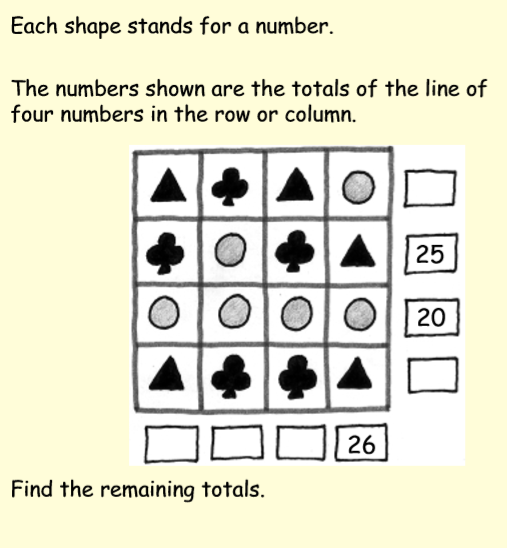 Each shape stands for a number.
The numbers shown are the totals of the line of
four numbers in the row or column.
25
20
26
Find the remaining totals.